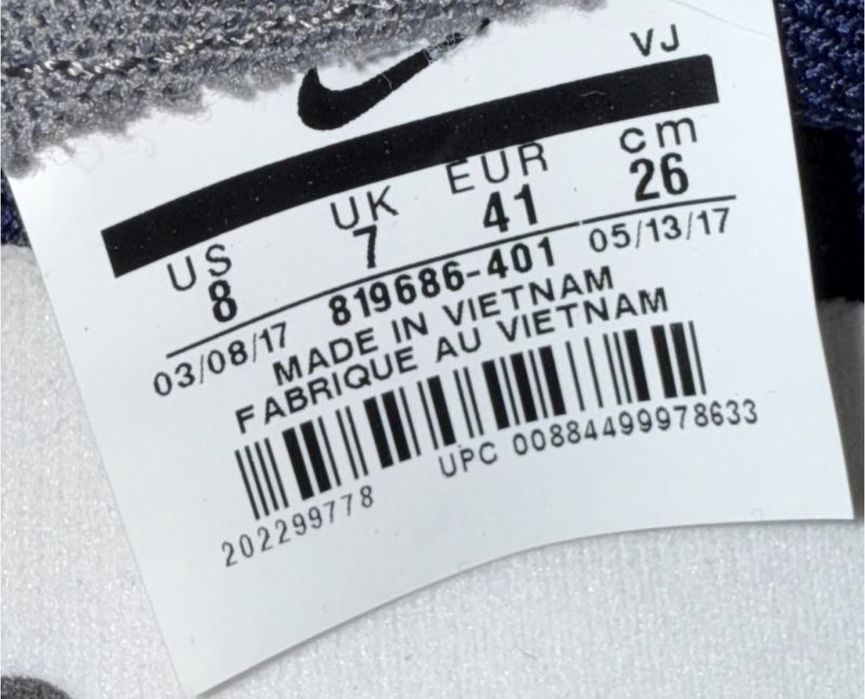 VJ
US UK EUR cm
8 7 41 26
03/08/17 819686-401 05/13/17
MADE IN VIETNAM
FABRIQUE AU VIETNAM
UPC 00884499978633
202299778